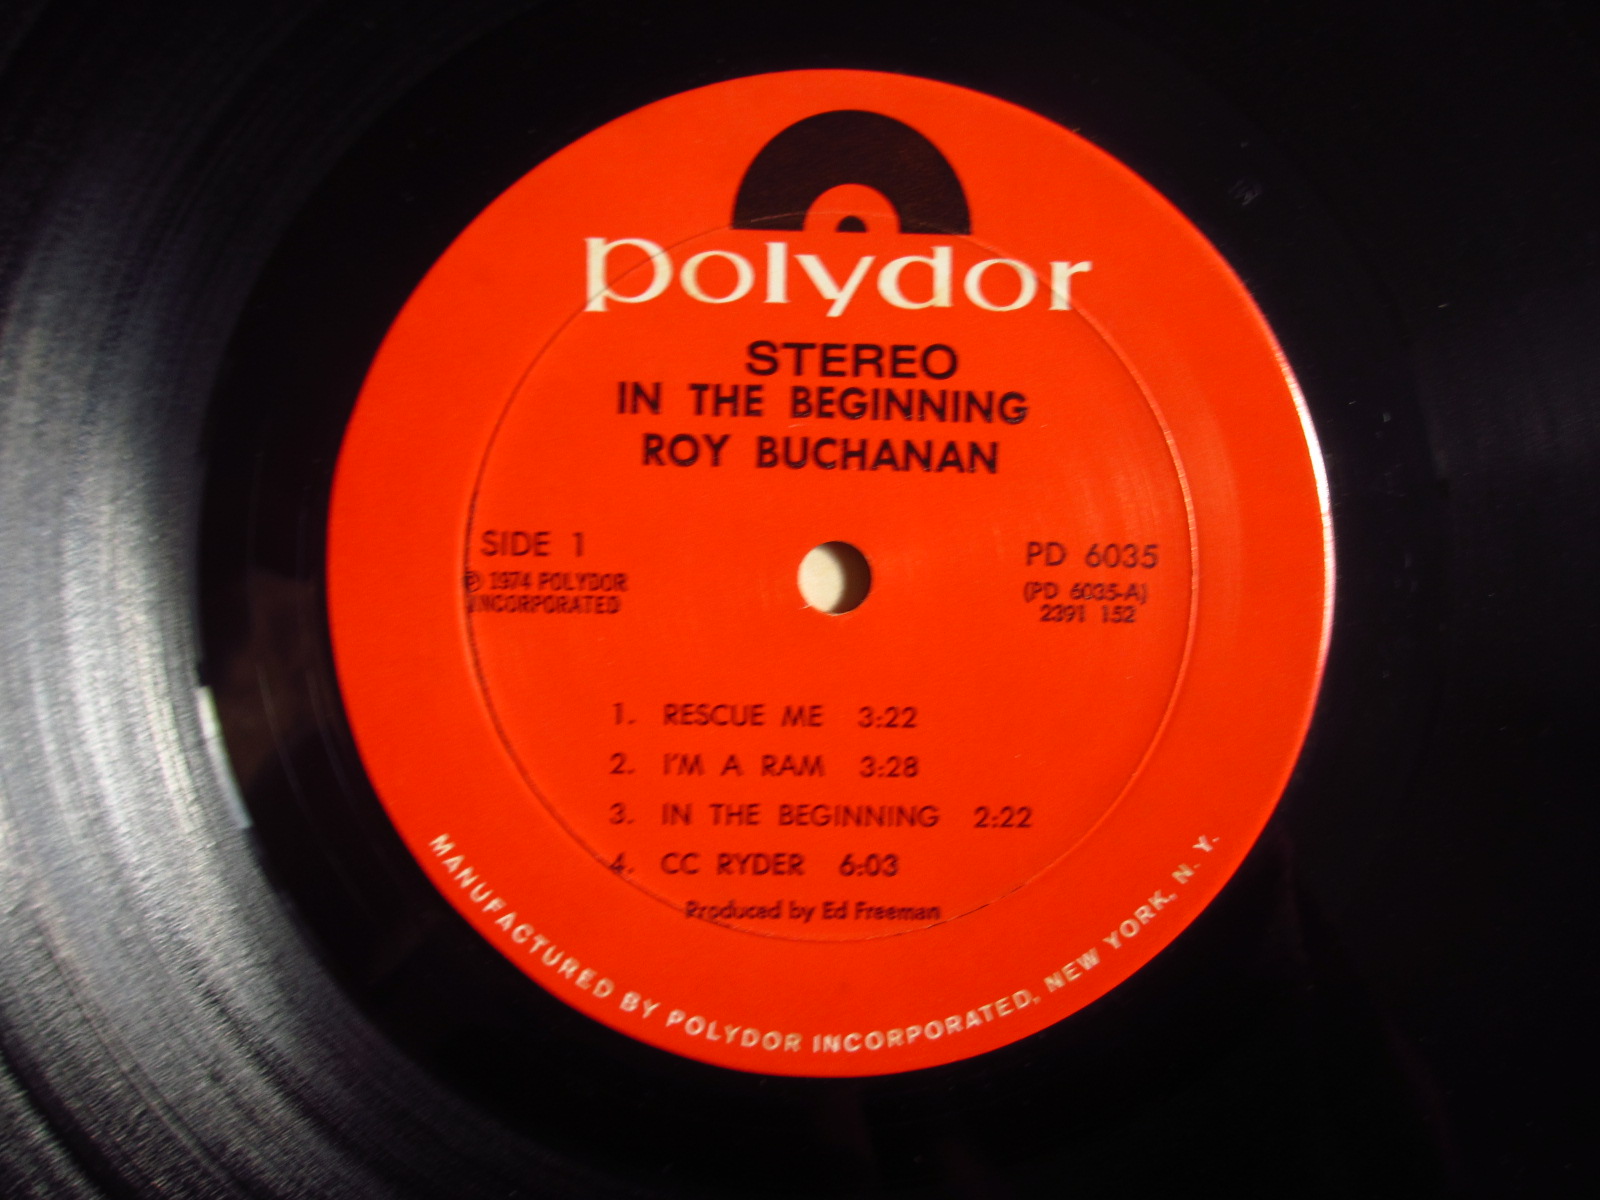 polydor
STEREO
IN THE BEGINNING
ROY BUCHANAN
SIDE 1
℗ 1974 POLYDOR
INCORPORATED
PD 6035
(PD 6035-A)
2391 152
1. RESCUE ME 3:22
2. I'M A RAM 3:28
3. IN THE BEGINNING 2:22
4. CC RYDER 6:03
Produced by Ed Freeman
MANUFACTURED BY POLYDOR INCORPORATED, NEW YORK, N. Y.